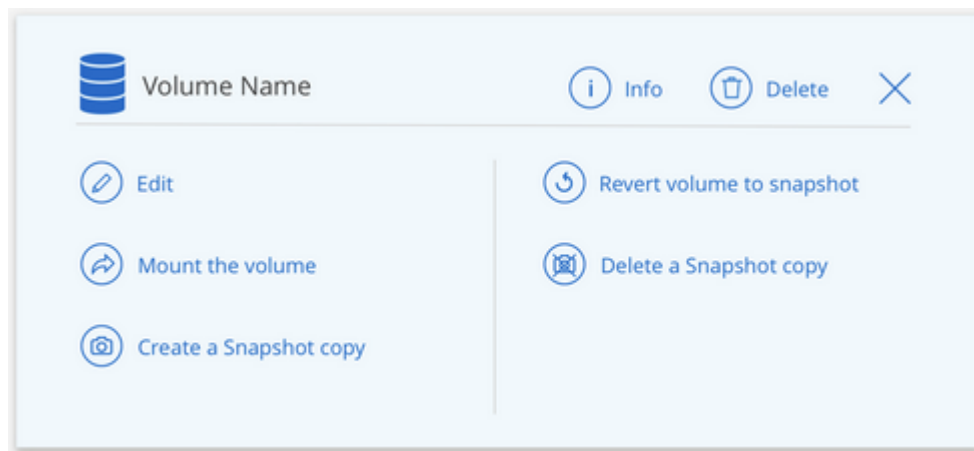 Volume Name
Info
Delete
Edit
Mount the volume
Create a Snapshot copy
Revert volume to snapshot
Delete a Snapshot copy